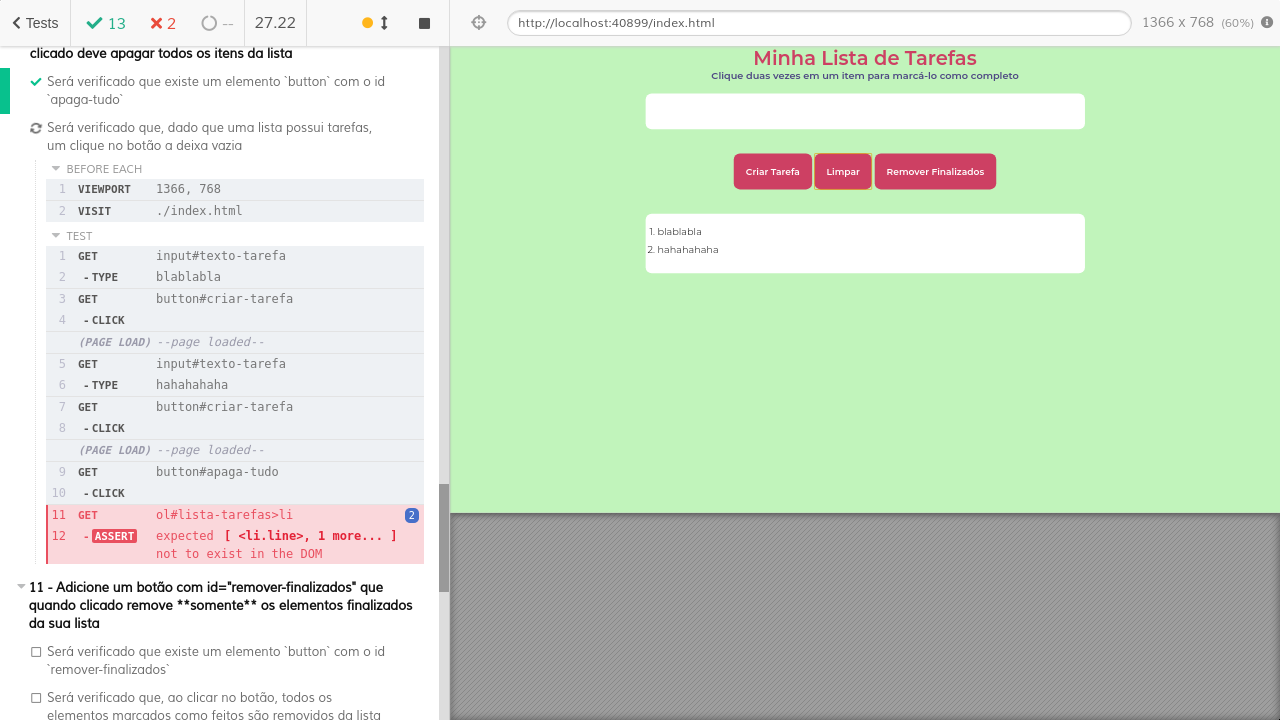 Tests
13
2
--
27.22
http://localhost:40899/index.html
1366 x 768 (60%)
clicado deve apagar todos os itens da lista
Será verificado que existe um elemento `button` com o id
`apaga-tudo`
Será verificado que, dado que uma lista possui tarefas,
um clique no botão a deixa vazia
BEFORE EACH
1 VIEWPORT 1366, 768
2 VISIT ./index.html
TEST
1 GET input#texto-tarefa
2 - TYPE blablabla
3 GET button#criar-tarefa
4 - CLICK
(PAGE LOAD) --page loaded--
5 GET input#texto-tarefa
6 - TYPE hahahahaha
7 GET button#criar-tarefa
8 - CLICK
(PAGE LOAD) --page loaded--
9 GET button#apaga-tudo
10 - CLICK
11 GET ol#lista-tarefas>li 2
12 - ASSERT expected [ <li.line>, 1 more... ]
not to exist in the DOM
11 - Adicione um botão com id="remover-finalizados" que
quando clicado remove **somente** os elementos finalizados
da sua lista
Será verificado que existe um elemento `button` com o id
`remover-finalizados`
Será verificado que, ao clicar no botão, todos os
elementos marcados como feitos são removidos da lista
Minha Lista de Tarefas
Clique duas vezes em um item para marcá-lo como completo
Criar Tarefa
Limpar
Remover Finalizados
1. blablabla
2. hahahahaha